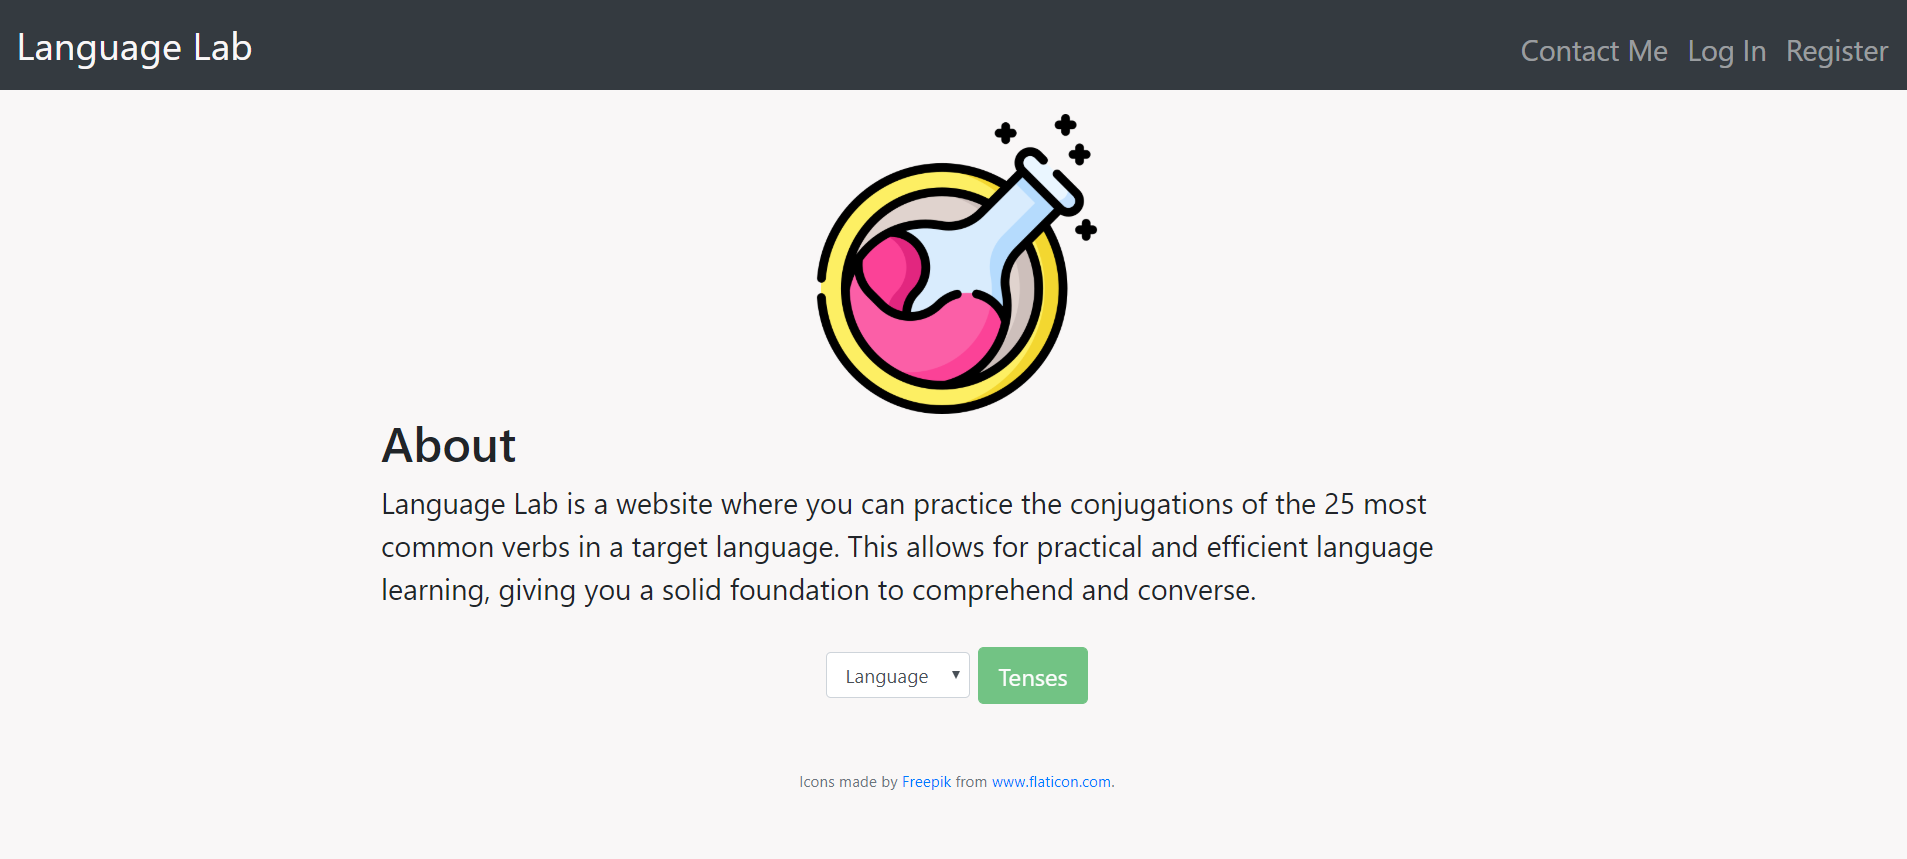 Language Lab
Contact Me Log In Register
About
Language Lab is a website where you can practice the conjugations of the 25 most
common verbs in a target language. This allows for practical and efficient language
learning, giving you a solid foundation to comprehend and converse.
Language
Tenses
Icons made by Freepik from www.flaticon.com.